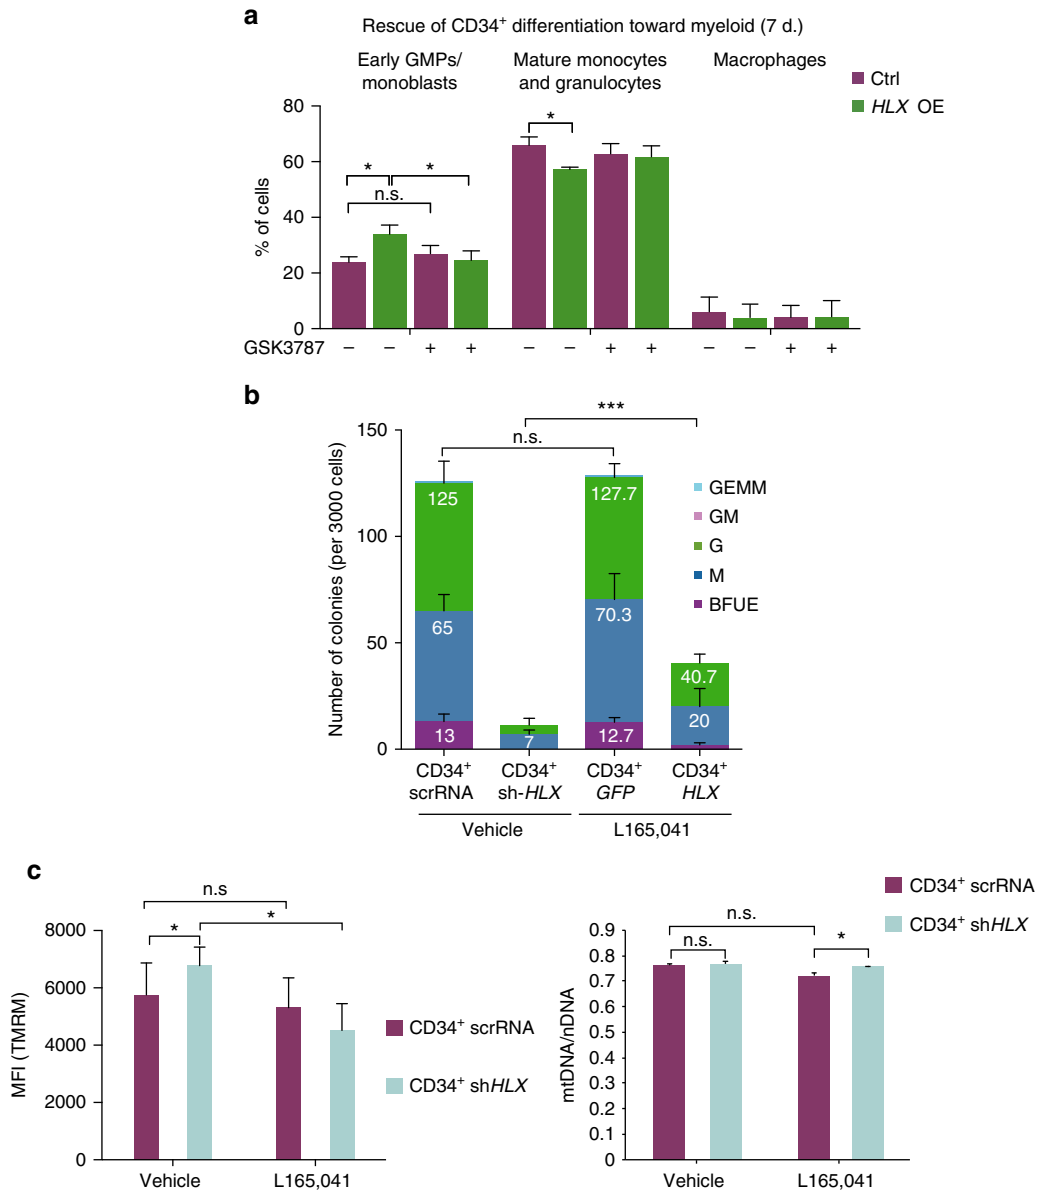 a
Rescue of CD34+ differentiation toward myeloid (7 d.)
Early GMPs/
monoblasts
Mature monocytes
and granulocytes
Macrophages
Ctrl
HLX OE
% of cells
80
60
40
20
0
*
*
n.s.
*
GSK3787
– – + + – – + + – – + +
b
Number of colonies (per 3000 cells)
150
100
50
0
***
n.s.
125
65
13
7
127.7
70.3
12.7
40.7
20
GEMM
GM
G
M
BFUE
CD34+
scrRNA
CD34+
sh-HLX
CD34+
GFP
CD34+
HLX
Vehicle
L165,041
c
MFI (TMRM)
8000
6000
4000
2000
0
n.s
*
*
Vehicle
L165,041
CD34+ scrRNA
CD34+ shHLX
mtDNA/nDNA
0.9
0.8
0.7
0.6
0.5
0.4
0.3
0.2
0.1
0
n.s.
n.s.
*
Vehicle
L165,041
CD34+ scrRNA
CD34+ shHLX